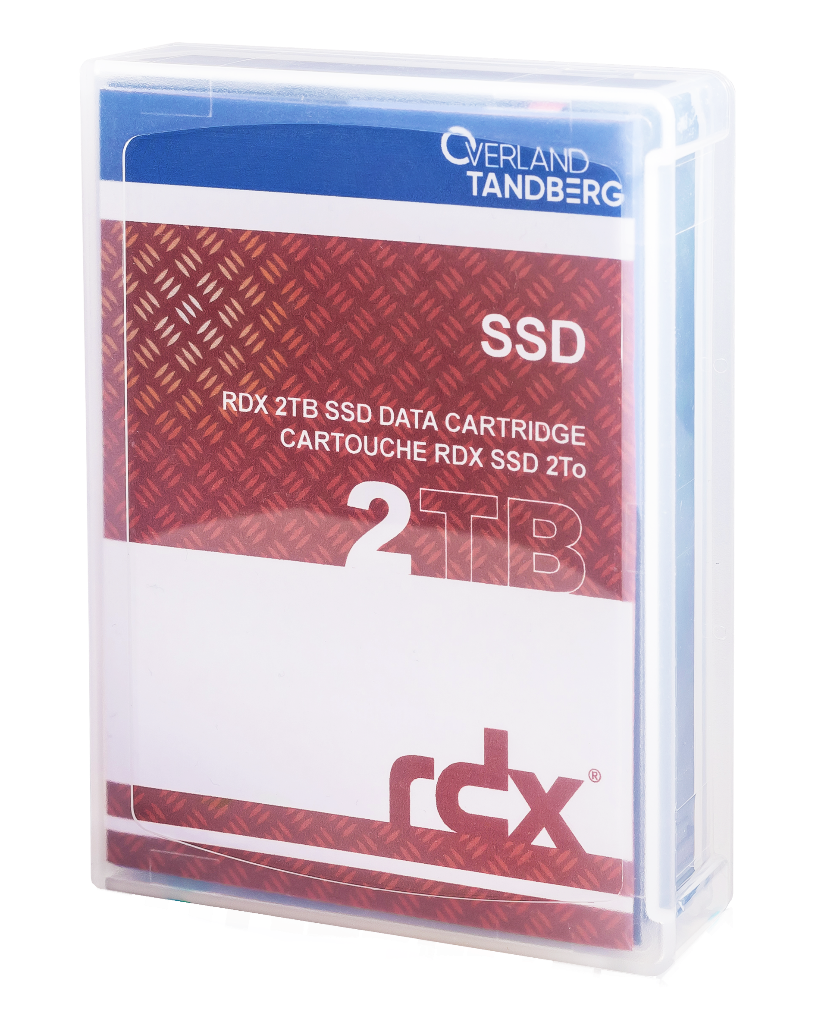 OVERLAND
TANDBERG
SSD
RDX 2TB SSD DATA CARTRIDGE
CARTOUCHE RDX SSD 2To
2TB
rdx®